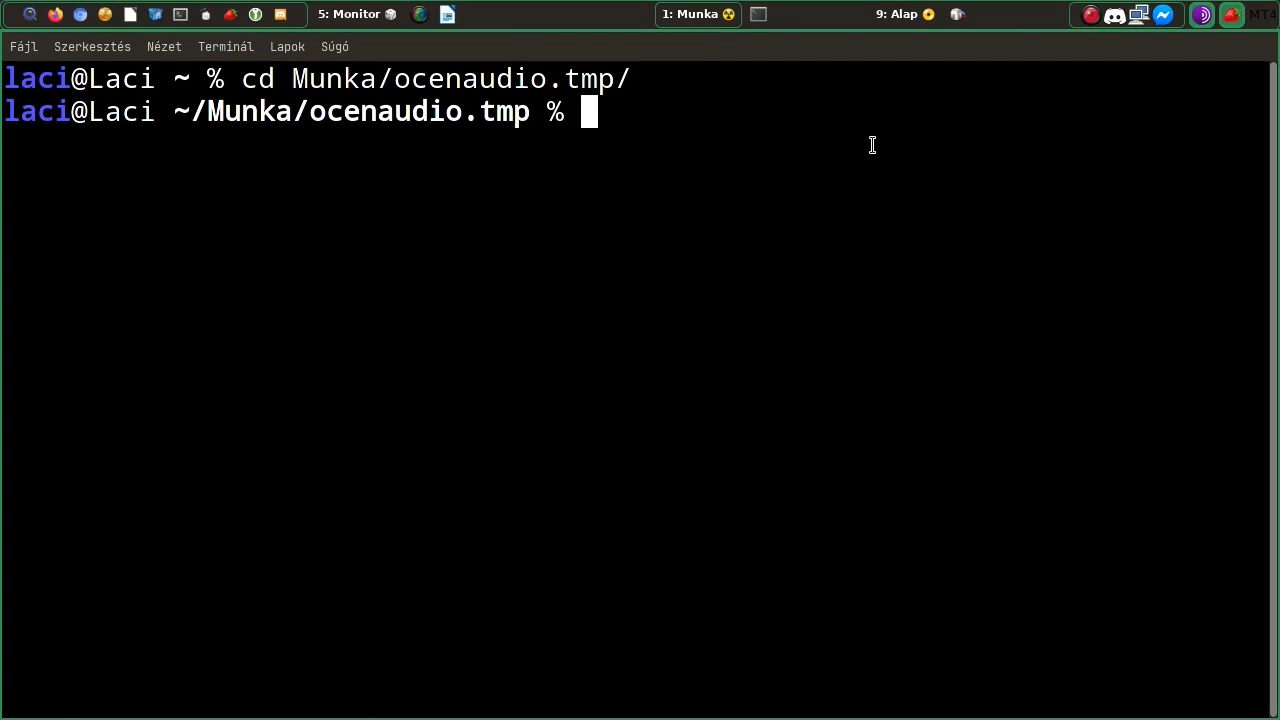 5: Monitor
1: Munka
9: Alap
MT4
Fájl Szerkesztés Nézet Terminál Lapok Súgó
laci@Laci ~ % cd Munka/ocenaudio.tmp/
laci@Laci ~/Munka/ocenaudio.tmp %